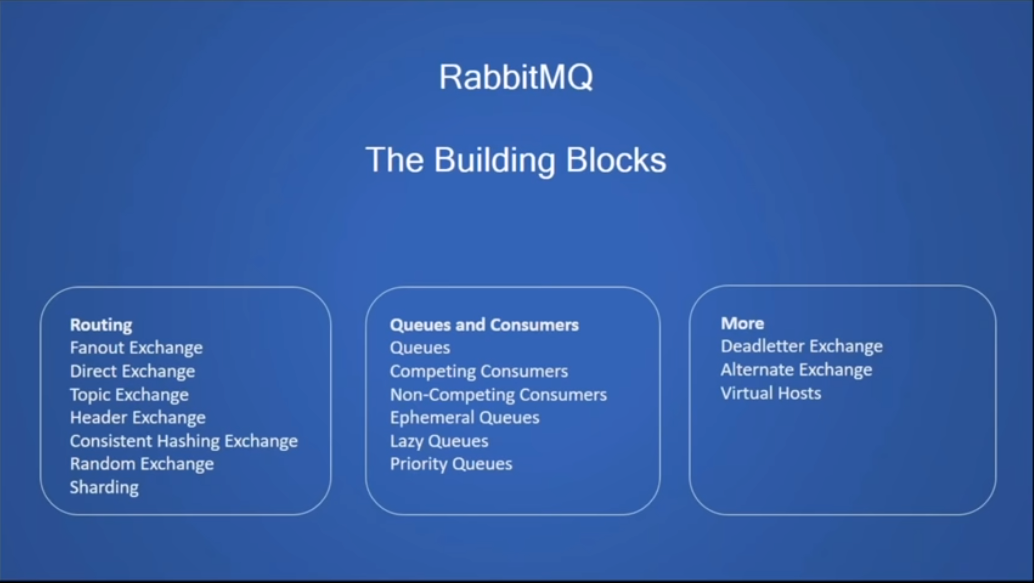 RabbitMQ
The Building Blocks
Routing
Fanout Exchange
Direct Exchange
Topic Exchange
Header Exchange
Consistent Hashing Exchange
Random Exchange
Sharding
Queues and Consumers
Queues
Competing Consumers
Non-Competing Consumers
Ephemeral Queues
Lazy Queues
Priority Queues
More
Deadletter Exchange
Alternate Exchange
Virtual Hosts